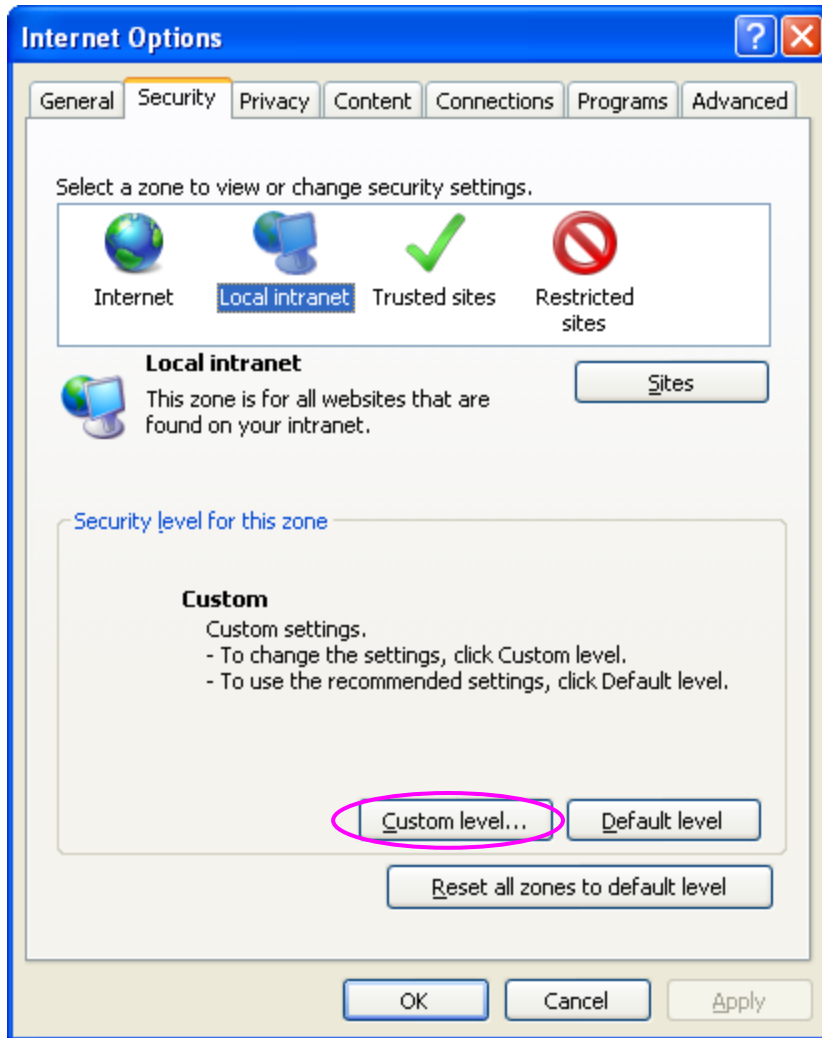 Internet Options
General Security Privacy Content Connections Programs Advanced
Select a zone to view or change security settings.
Internet Local intranet Trusted sites Restricted
sites
Local intranet
Sites
This zone is for all websites that are
found on your intranet.
Security level for this zone
Custom
Custom settings.
- To change the settings, click Custom level.
- To use the recommended settings, click Default level.
Custom level... Default level
Reset all zones to default level
OK Cancel Apply